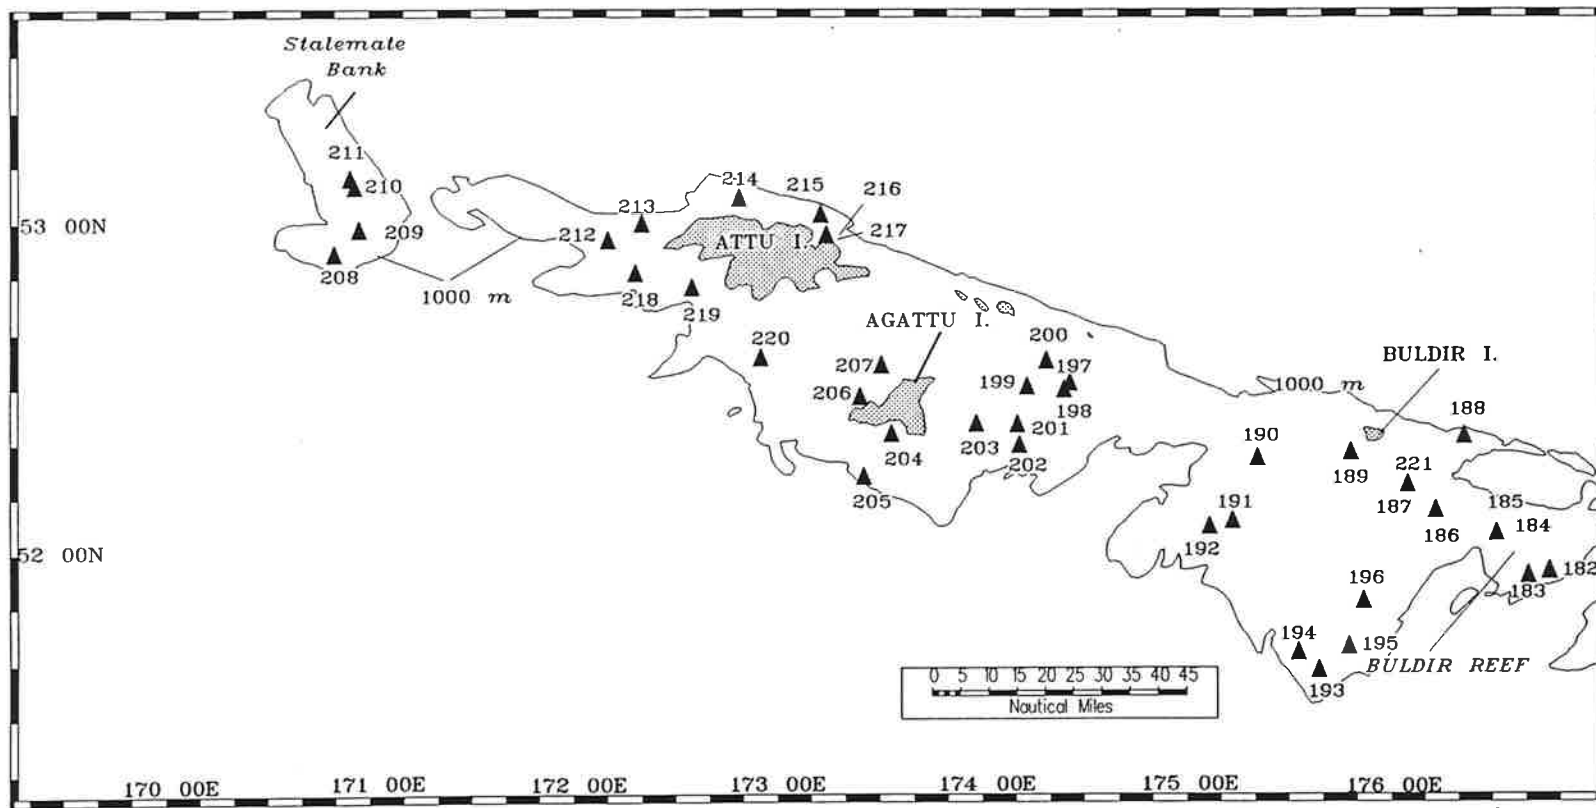 Stalemate
Bank
211
210
209
208
53 00N
1000 m
212
213
214
215
216
217
ATTU I.
218
219
220
AGATTU I.
207
206
204
205
200
199
197
198
203
201
202
BULDIR I.
1000 m
188
190
189
221
187
186
185
184
191
192
52 00N
182
183
196
194
195
193
BULDIR REEF
0 5 10 15 20 25 30 35 40 45
Nautical Miles
170 00E
171 00E
172 00E
173 00E
174 00E
175 00E
176 00E